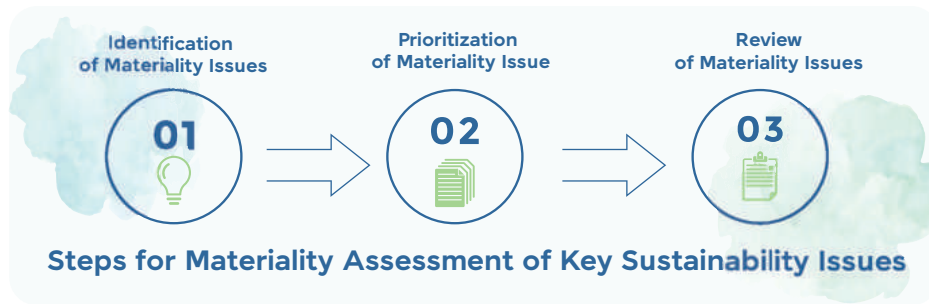 Identification
of Materiality Issues
01
Prioritization
of Materiality Issue
02
Review
of Materiality Issues
03
Steps for Materiality Assessment of Key Sustainability Issues